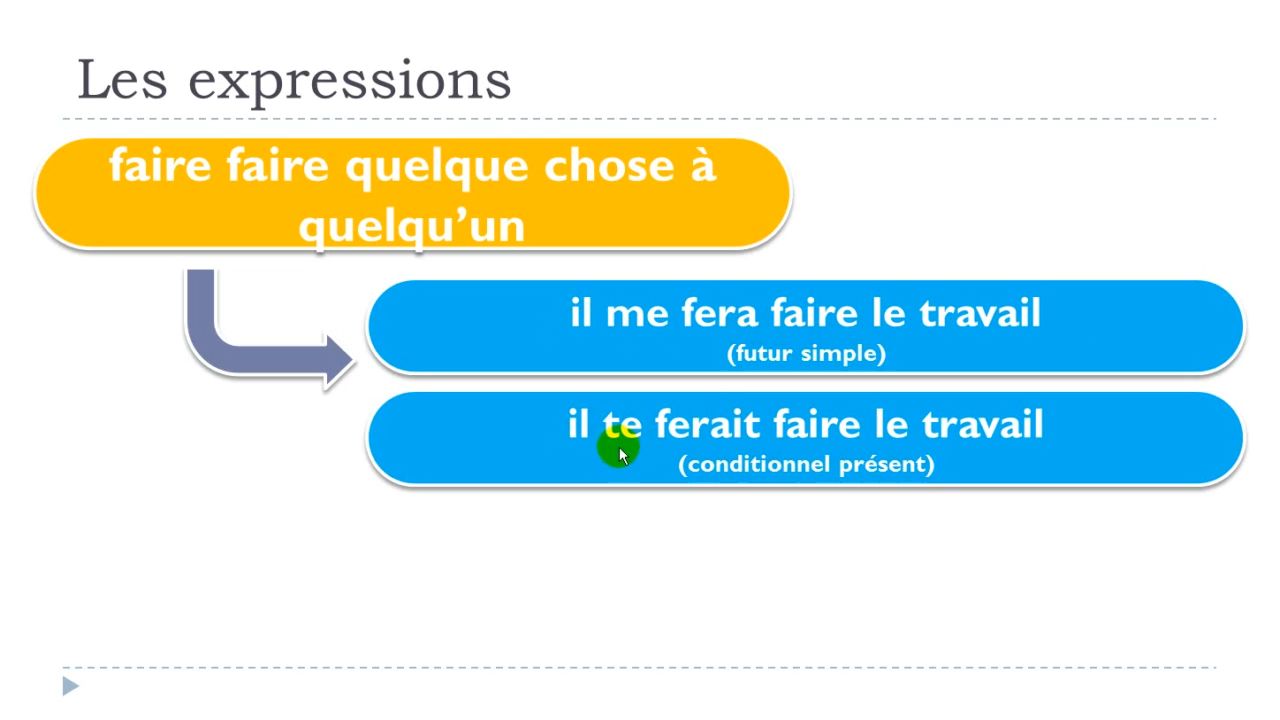 Les expressions
faire faire quelque chose à
quelqu’un
il me fera faire le travail
(futur simple)
il te ferait faire le travail
(conditionnel présent)